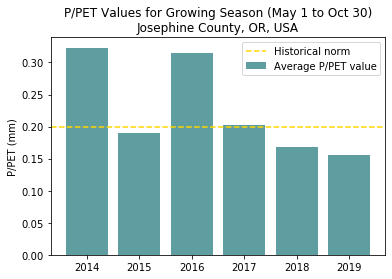 P/PET Values for Growing Season (May 1 to Oct 30)
Josephine County, OR, USA
Historical norm
Average P/PET value
P/PET (mm)
0.30
0.25
0.20
0.15
0.10
0.05
0.00
2014 2015 2016 2017 2018 2019